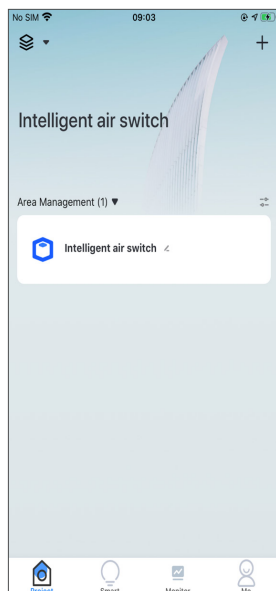 No SIM 09:03
Intelligent air switch
Area Management (1) ▼
Intelligent air switch
Project Smart Monitor Me